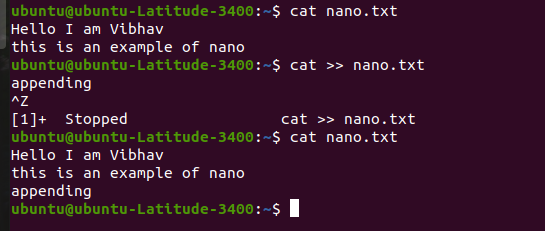 ubuntu@ubuntu-Latitude-3400:~$ cat nano.txt
Hello I am Vibhav
this is an example of nano
ubuntu@ubuntu-Latitude-3400:~$ cat >> nano.txt
appending
^Z
[1]+  Stopped                 cat >> nano.txt
ubuntu@ubuntu-Latitude-3400:~$ cat nano.txt
Hello I am Vibhav
this is an example of nano
appending
ubuntu@ubuntu-Latitude-3400:~$